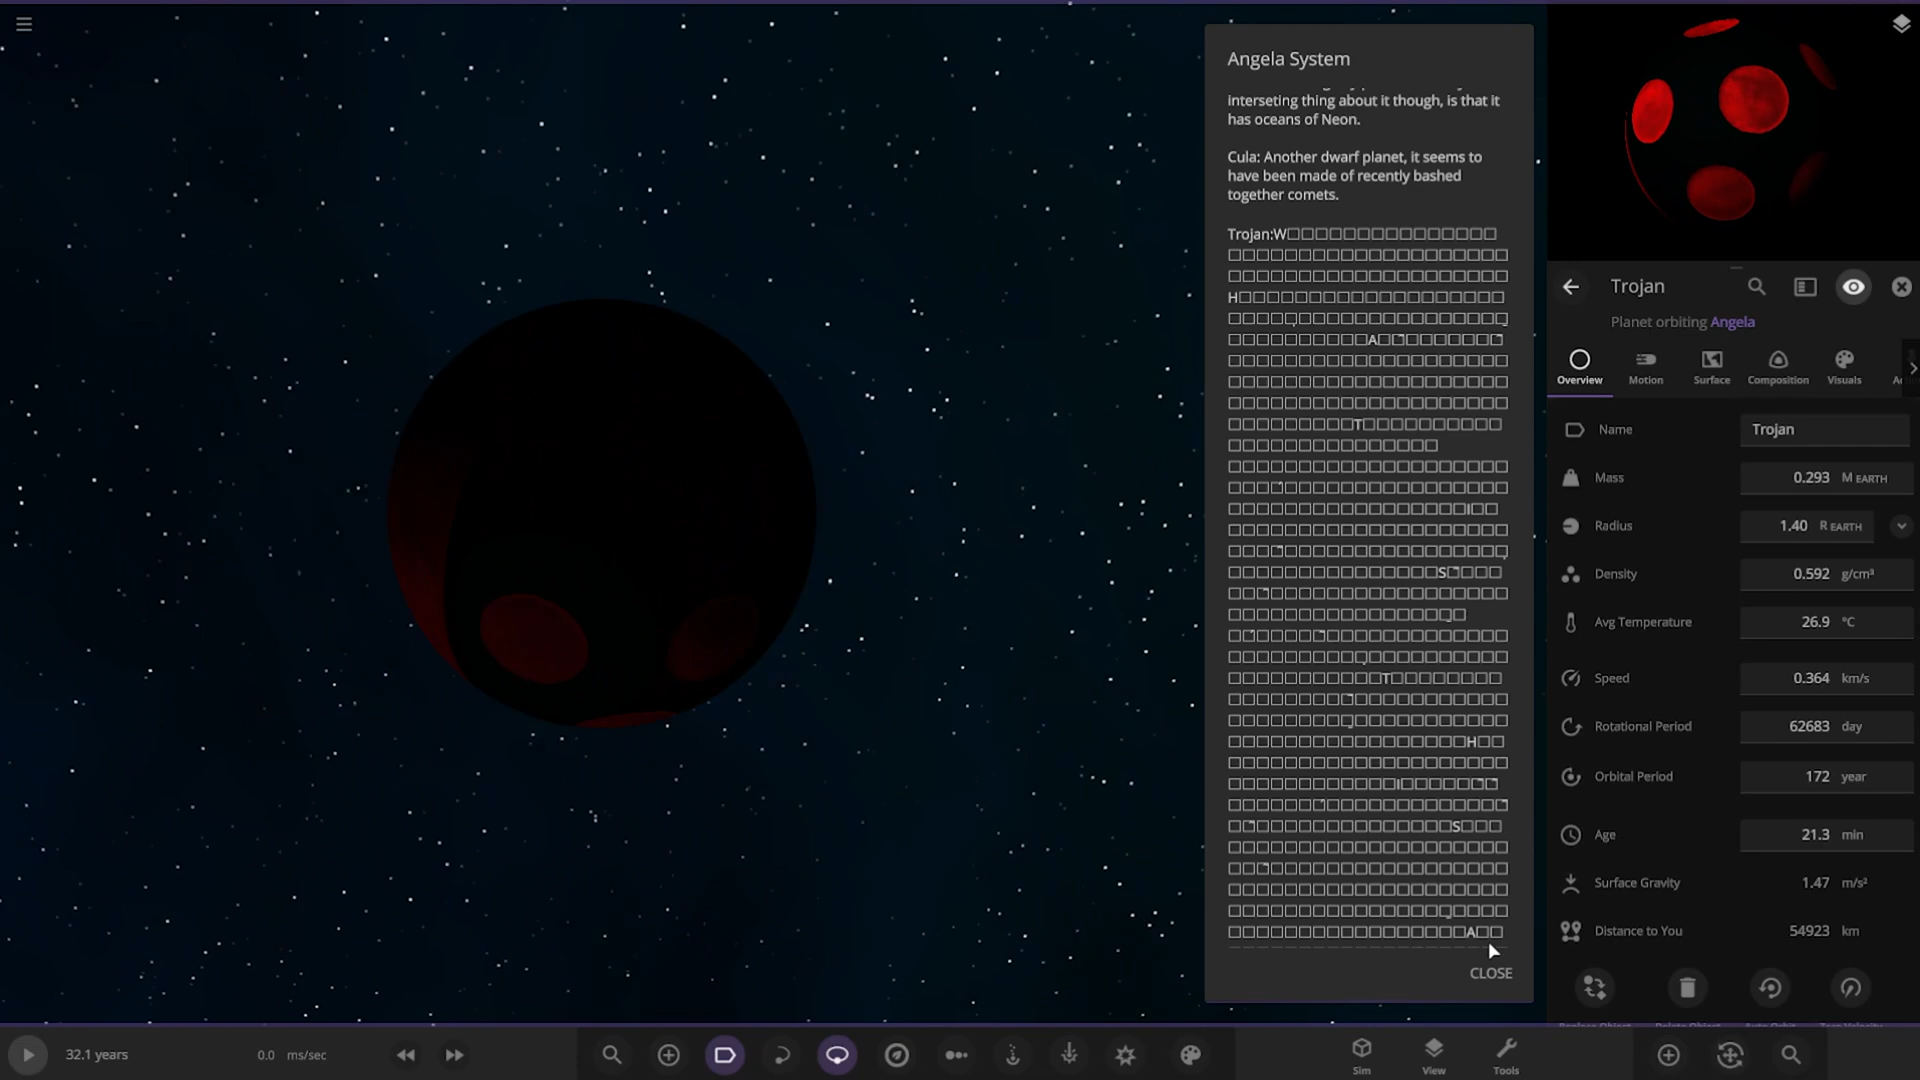 Angela System
interseting thing about it though, is that it
has oceans of Neon.
Cula: Another dwarf planet, it seems to
have been made of recently bashed
together comets.
Trojan:W
H
A
T
I
S
T
H
I
S
A
CLOSE
Trojan
Planet orbiting Angela
Overview
Motion
Surface
Composition
Visuals
Name Trojan
Mass 0.293 M EARTH
Radius 1.40 R EARTH
Density 0.592 g/cm³
Avg Temperature 26.9 °C
Speed 0.364 km/s
Rotational Period 62683 day
Orbital Period 172 year
Age 21.3 min
Surface Gravity 1.47 m/s²
Distance to You 54923 km
32.1 years
0.0 ms/sec
Sim
View
Tools